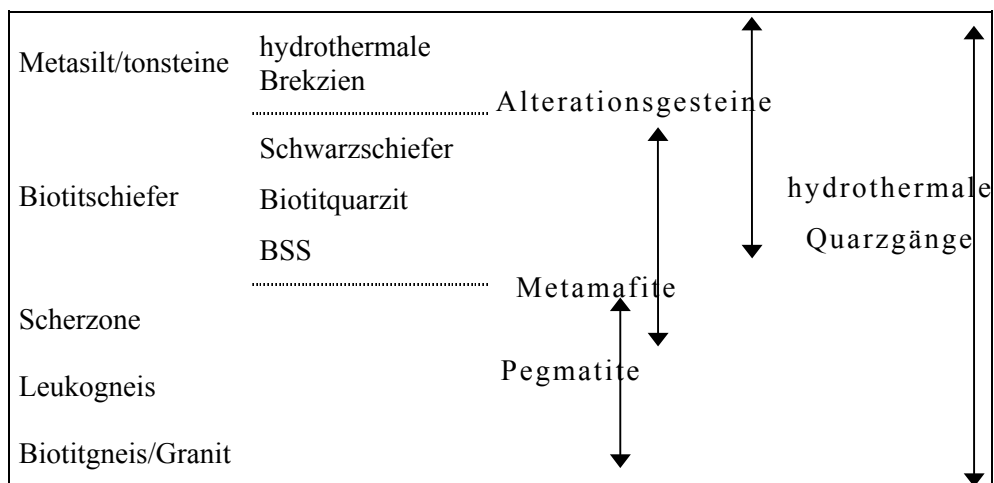 Metasilt/tonsteine
hydrothermale
Brekzien
Alterationsgesteine
Schwarzschiefer
Biotitschiefer
Biotitquarzit
hydrothermale
Quarzgänge
BSS
Metamafite
Scherzone
Pegmatite
Leukogneis
Biotitgneis/Granit